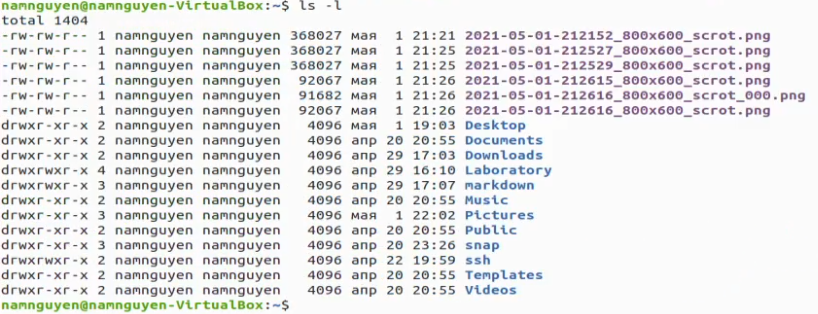 namnguyen@namnguyen-VirtualBox:~$ ls -l
total 1404
-rw-rw-r-- 1 namnguyen namnguyen 368027 мая  1 21:21 2021-05-01-212152_800x600_scrot.png
-rw-rw-r-- 1 namnguyen namnguyen 368027 мая  1 21:25 2021-05-01-212527_800x600_scrot.png
-rw-rw-r-- 1 namnguyen namnguyen 368027 мая  1 21:25 2021-05-01-212529_800x600_scrot.png
-rw-rw-r-- 1 namnguyen namnguyen  92067 мая  1 21:26 2021-05-01-212615_800x600_scrot.png
-rw-rw-r-- 1 namnguyen namnguyen  91682 мая  1 21:26 2021-05-01-212616_800x600_scrot_000.png
-rw-rw-r-- 1 namnguyen namnguyen  92067 мая  1 21:26 2021-05-01-212616_800x600_scrot.png
drwxr-xr-x 2 namnguyen namnguyen   4096 мая  1 19:03 Desktop
drwxr-xr-x 2 namnguyen namnguyen   4096 апр 20 20:55 Documents
drwxr-xr-x 2 namnguyen namnguyen   4096 апр 29 17:03 Downloads
drwxrwxr-x 4 namnguyen namnguyen   4096 апр 29 16:10 Laboratory
drwxrwxr-x 3 namnguyen namnguyen   4096 апр 29 17:07 markdown
drwxr-xr-x 2 namnguyen namnguyen   4096 апр 20 20:55 Music
drwxr-xr-x 3 namnguyen namnguyen   4096 мая  1 22:02 Pictures
drwxr-xr-x 2 namnguyen namnguyen   4096 апр 20 20:55 Public
drwxr-xr-x 3 namnguyen namnguyen   4096 апр 20 23:26 snap
drwxrwxr-x 2 namnguyen namnguyen   4096 апр 22 19:59 ssh
drwxr-xr-x 2 namnguyen namnguyen   4096 апр 20 20:55 Templates
drwxr-xr-x 2 namnguyen namnguyen   4096 апр 20 20:55 Videos
namnguyen@namnguyen-VirtualBox:~$